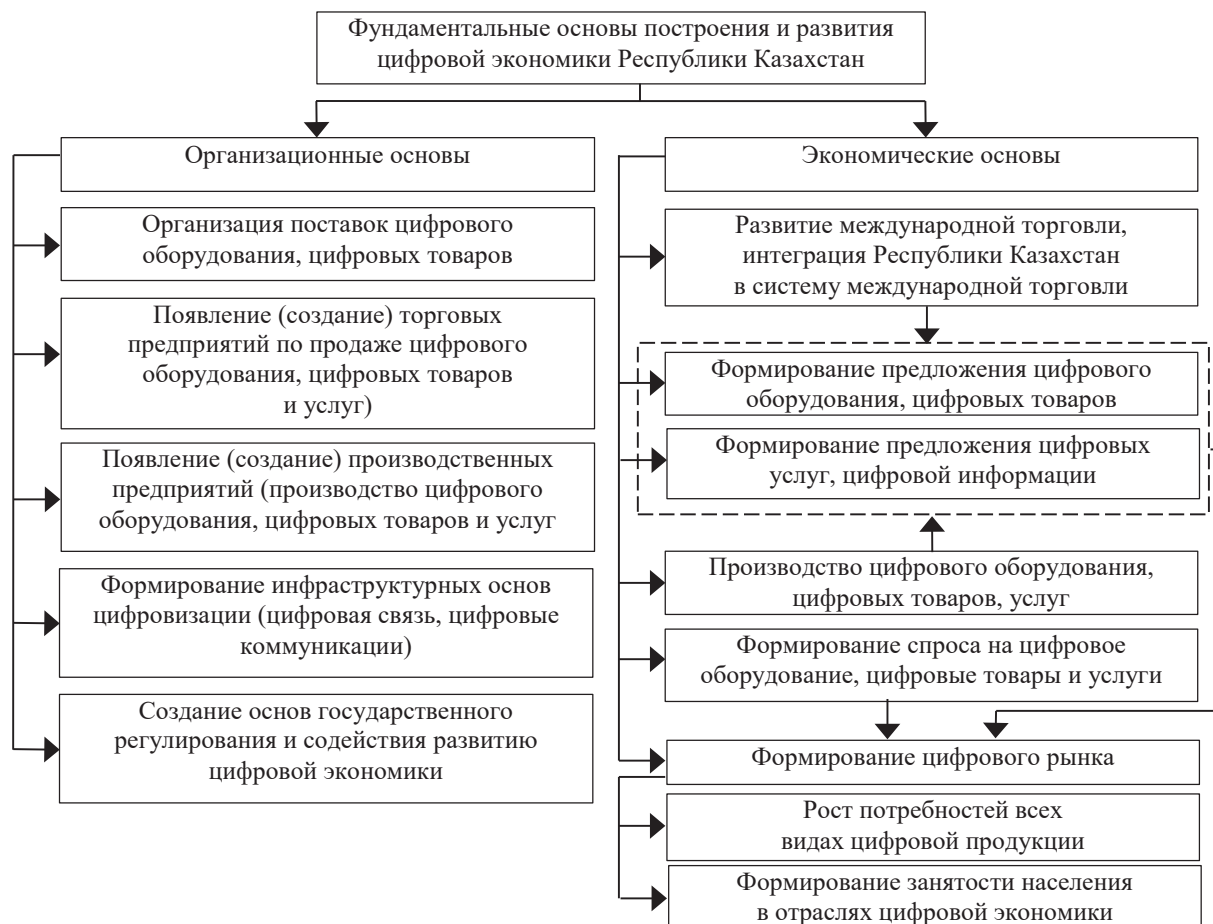 Фундаментальные основы построения и развития
цифровой экономики Республики Казахстан
Организационные основы
Организация поставок цифрового
оборудования, цифровых товаров
Появление (создание) торговых
предприятий по продаже цифрового
оборудования, цифровых товаров
и услуг)
Появление (создание) производственных
предприятий (производство цифрового
оборудования, цифровых товаров и услуг
Формирование инфраструктурных основ
цифровизации (цифровая связь, цифровые
коммуникации)
Создание основ государственного
регулирования и содействия развитию
цифровой экономики
Экономические основы
Развитие международной торговли,
интеграция Республики Казахстан
в систему международной торговли
Формирование предложения цифрового
оборудования, цифровых товаров
Формирование предложения цифровых
услуг, цифровой информации
Производство цифрового оборудования,
цифровых товаров, услуг
Формирование спроса на цифровое
оборудование, цифровые товары и услуги
Формирование цифрового рынка
Рост потребностей всех
видах цифровой продукции
Формирование занятости населения
в отраслях цифровой экономики